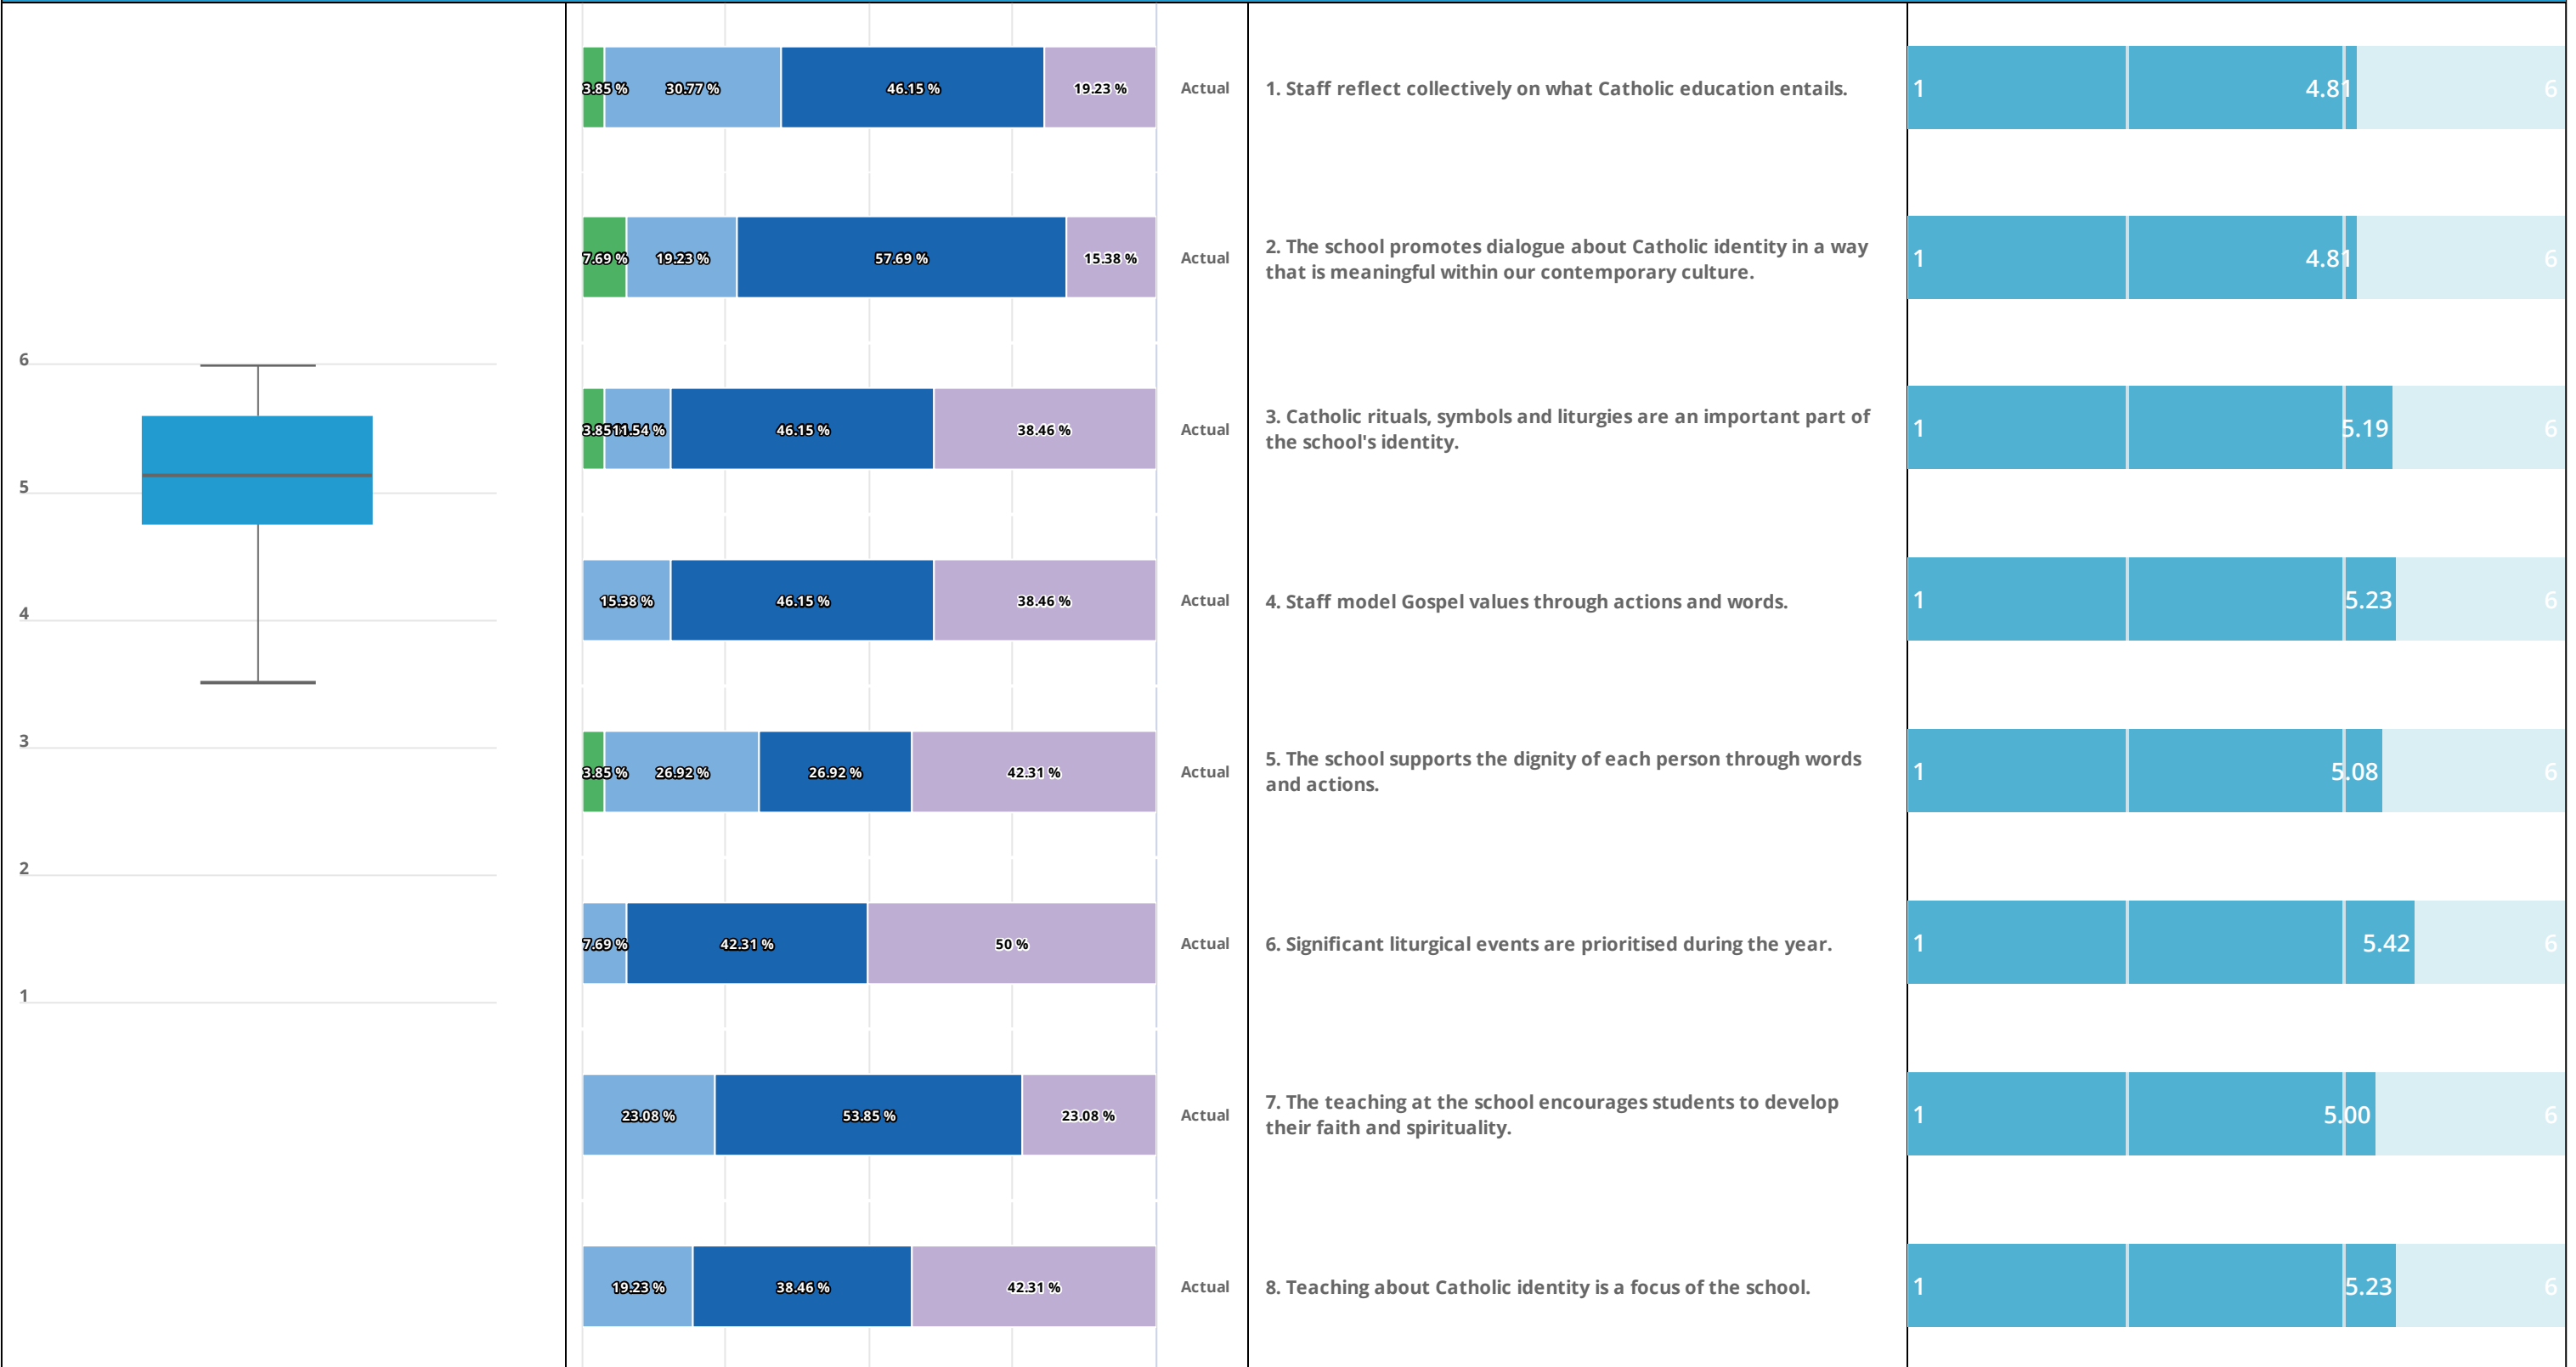 6
5
4
3
2
1
3.85 % 30.77 % 46.15 % 19.23 % Actual
1. Staff reflect collectively on what Catholic education entails.
1 4.81 6
7.69 % 19.23 % 57.69 % 15.38 % Actual
2. The school promotes dialogue about Catholic identity in a way
that is meaningful within our contemporary culture.
1 4.81 6
3.85 11.54 % 46.15 % 38.46 % Actual
3. Catholic rituals, symbols and liturgies are an important part of
the school's identity.
1 5.19 6
15.38 % 46.15 % 38.46 % Actual
4. Staff model Gospel values through actions and words.
1 5.23 6
3.85 % 26.92 % 26.92 % 42.31 % Actual
5. The school supports the dignity of each person through words
and actions.
1 5.08 6
7.69 % 42.31 % 50 % Actual
6. Significant liturgical events are prioritised during the year.
1 5.42 6
23.08 % 53.85 % 23.08 % Actual
7. The teaching at the school encourages students to develop
their faith and spirituality.
1 5.00 6
19.23 % 38.46 % 42.31 % Actual
8. Teaching about Catholic identity is a focus of the school.
1 5.23 6